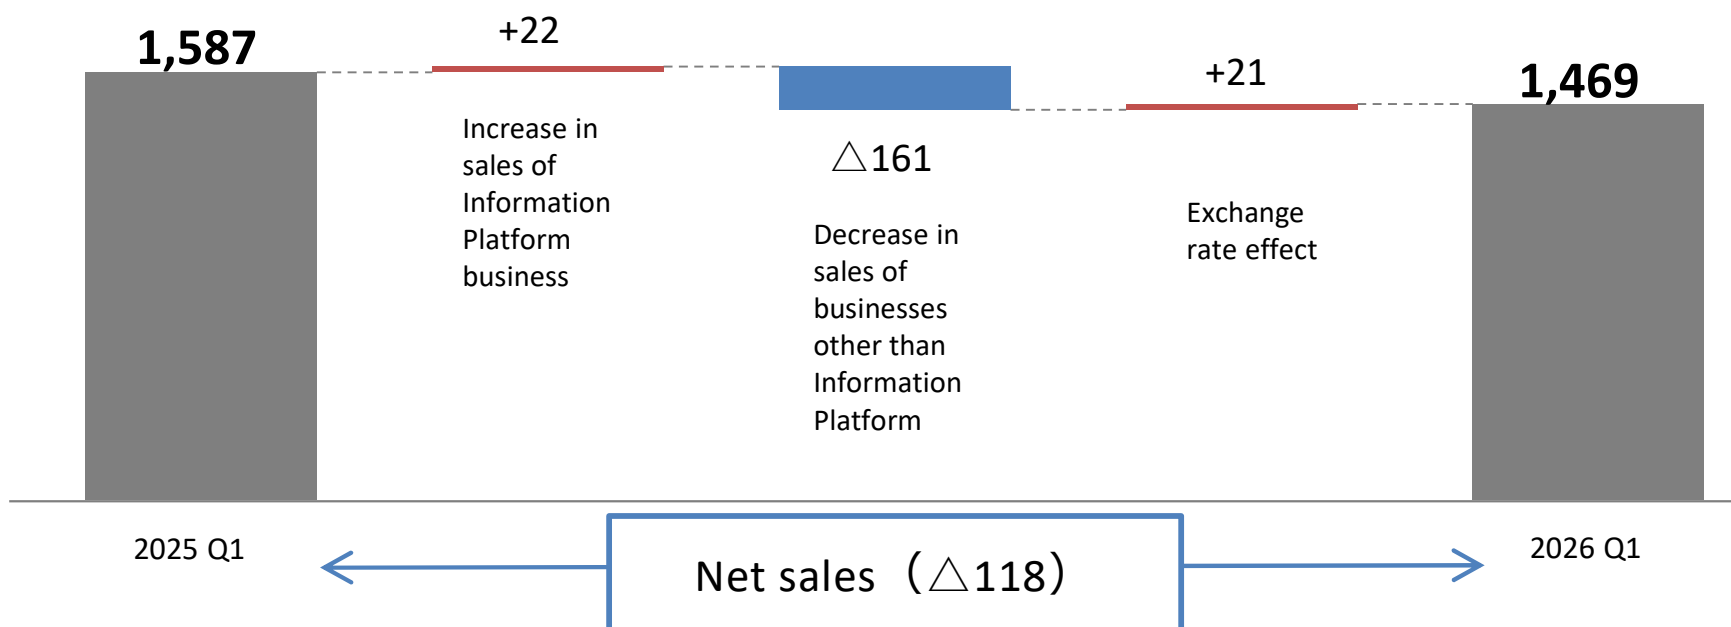 1,587
+22
Increase in
sales of
Information
Platform
business
△161
Decrease in
sales of
businesses
other than
Information
Platform
+21
Exchange
rate effect
1,469
2025 Q1
Net sales（△118）
2026 Q1